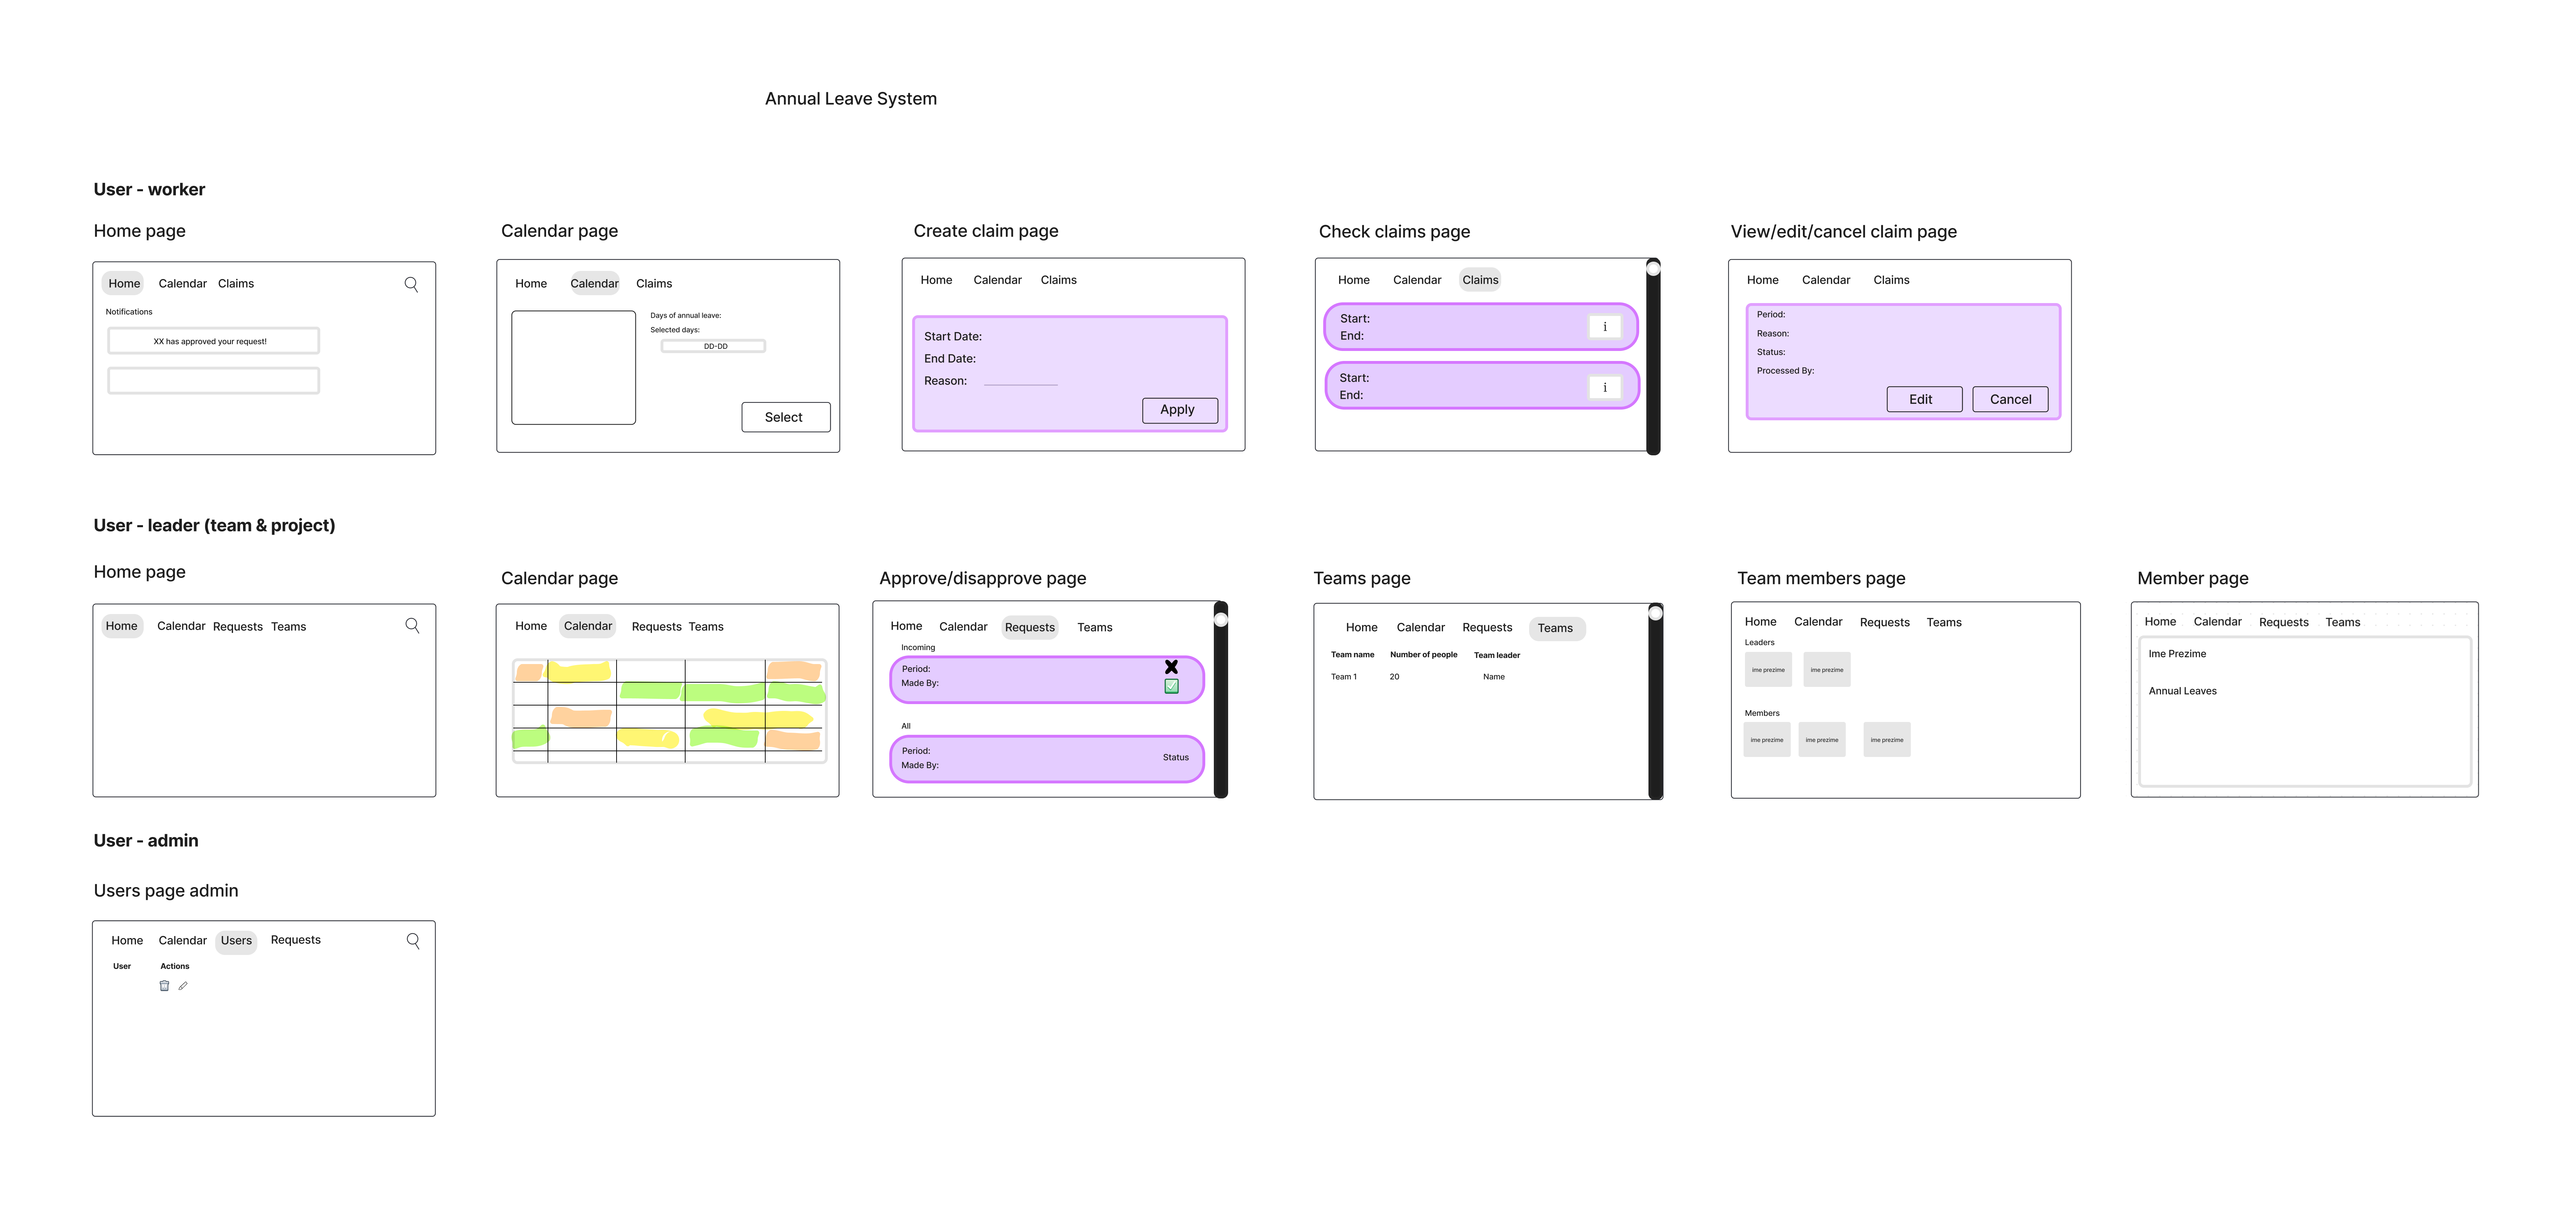 Annual Leave System
User - worker
Home page
Home Calendar Claims
Notifications
XX has approved your request!
Calendar page
Home Calendar Claims
Days of annual leave:
Selected days:
DD-DD
Select
Create claim page
Home Calendar Claims
Start Date:
End Date:
Reason:
Apply
Check claims page
Home Calendar Claims
Start:
End:
i
Start:
End:
i
View/edit/cancel claim page
Home Calendar Claims
Period:
Reason:
Status:
Processed By:
Edit Cancel
User - leader (team & project)
Home page
Home Calendar Requests Teams
Calendar page
Home Calendar Requests Teams
Approve/disapprove page
Home Calendar Requests Teams
Incoming
Period:
Made By:
All
Period:
Made By:
Status
Teams page
Home Calendar Requests Teams
Team name Number of people Team leader
Team 1 20 Name
Team members page
Home Calendar Requests Teams
Leaders
ime prezime ime prezime
Members
ime prezime ime prezime ime prezime
Member page
Home Calendar Requests Teams
Ime Prezime
Annual Leaves
User - admin
Users page admin
Home Calendar Users Requests
User Actions